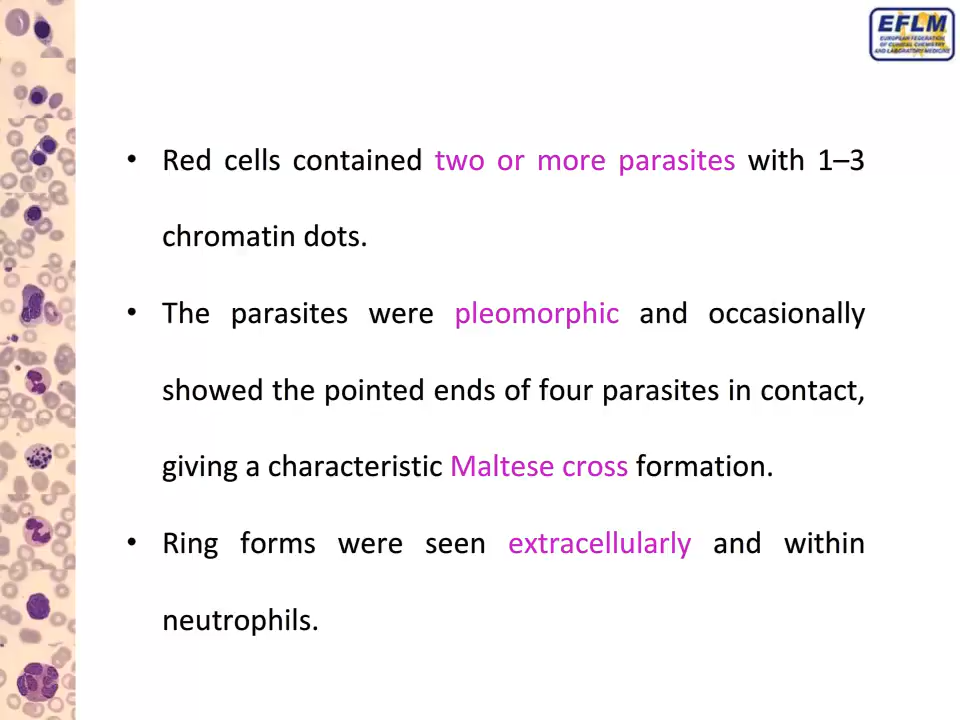 EFLM
EUROPEAN FEDERATION
OF CLINICAL CHEMISTRY
AND LABORATORY MEDICINE
• Red cells contained two or more parasites with 1–3
chromatin dots.
• The parasites were pleomorphic and occasionally
showed the pointed ends of four parasites in contact,
giving a characteristic Maltese cross formation.
• Ring forms were seen extracellularly and within
neutrophils.